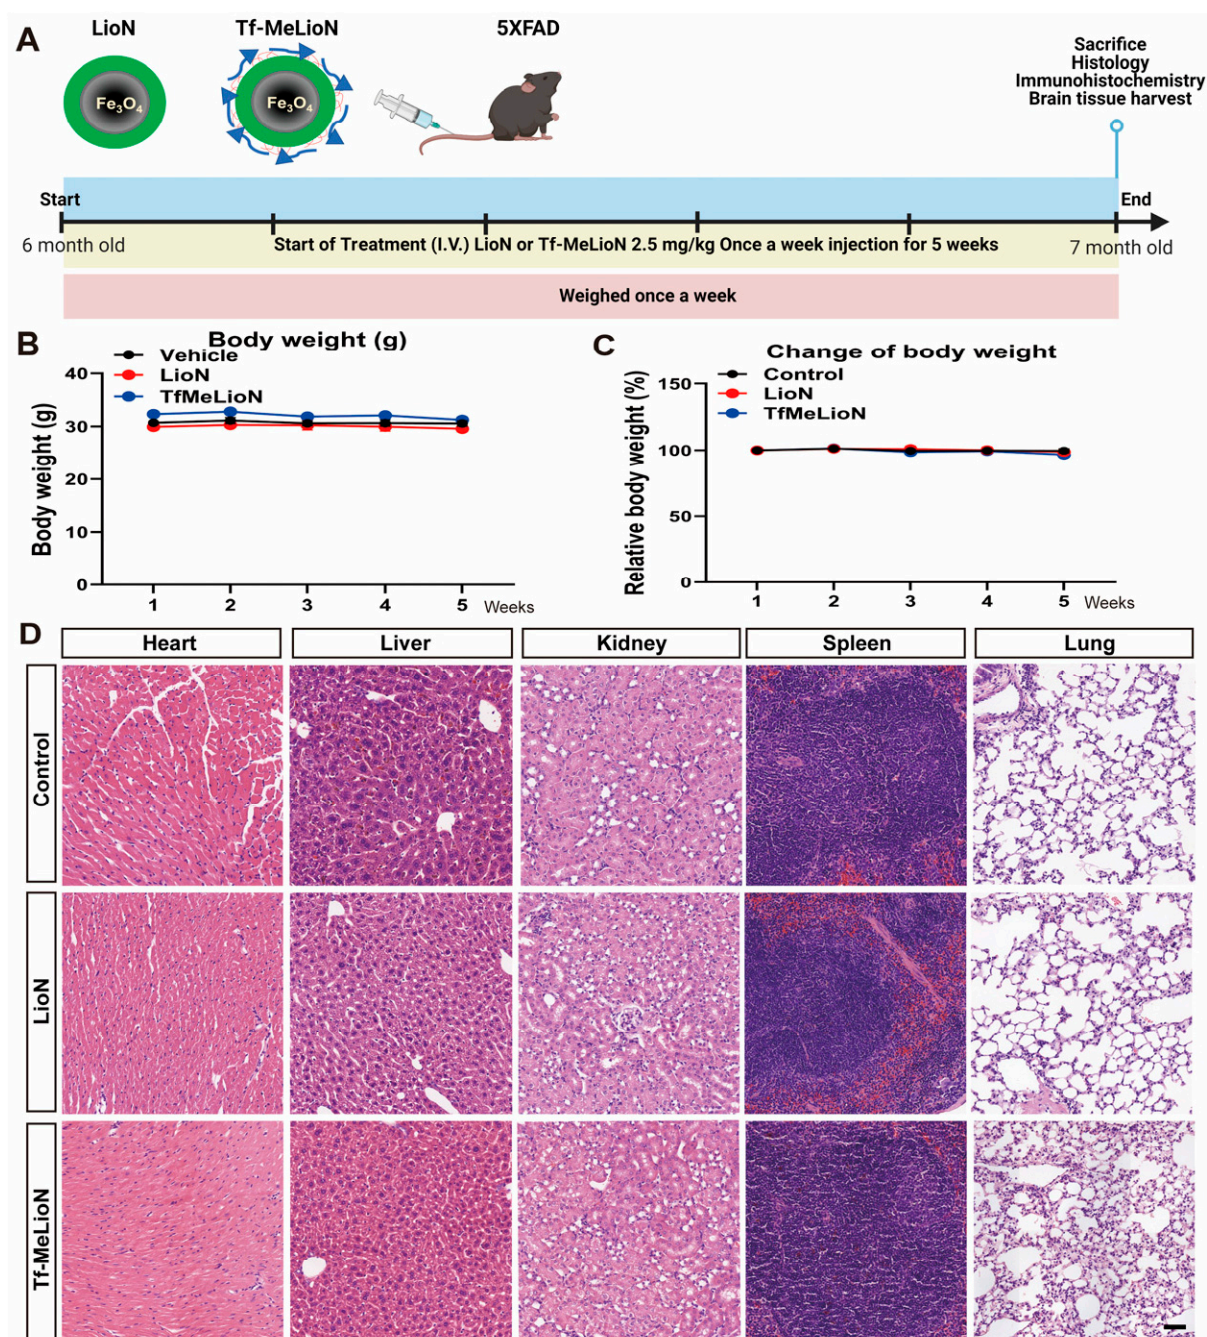 A
LioN
Tf-MeLioN
5XFAD
Fe3O4
Fe3O4
Sacrifice
Histology
Immunohistochemistry
Brain tissue harvest
Start
End
6 month old
Start of Treatment (I.V.) LioN or Tf-MeLioN 2.5 mg/kg Once a week injection for 5 weeks
7 month old
Weighed once a week
B
Body weight (g)
Vehicle
LioN
TfMeLioN
Body weight (g)
40
30
20
10
0
1 2 3 4 5 Weeks
C
Change of body weight
Control
LioN
TfMeLioN
Relative body weight (%)
150
100
50
0
1 2 3 4 5 Weeks
D
Heart Liver Kidney Spleen Lung
Control
LioN
Tf-MeLioN